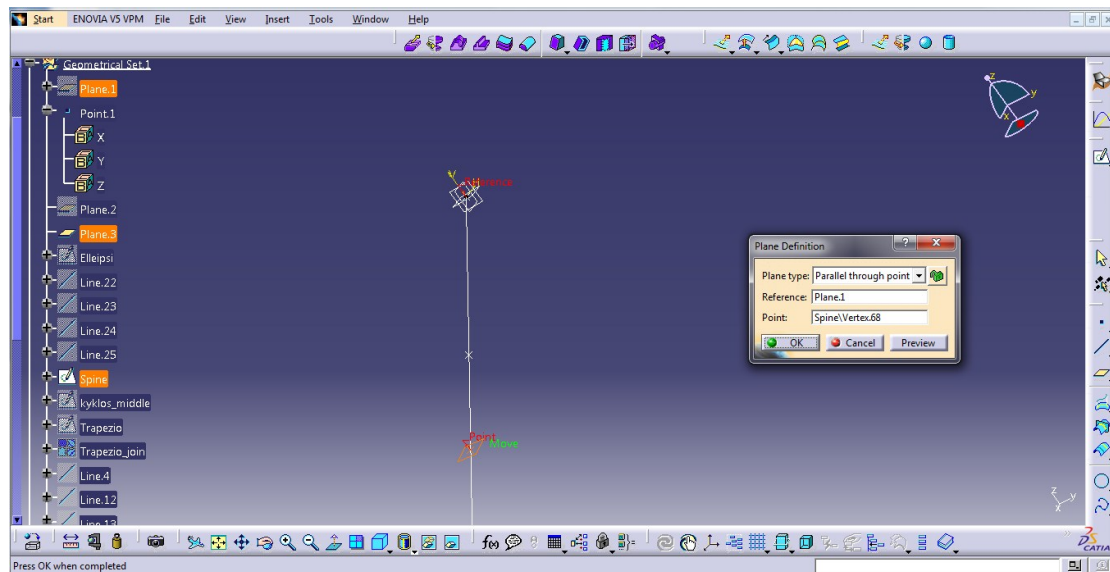 Start ENOVIA V5 VPM File Edit View Insert Tools Window Help
Geometrical Set.1
Plane.1
Point.1
X
Y
Z
Plane.2
Plane.3
Elleipsi
Line.22
Line.23
Line.24
Line.25
Spine
kyklos_middle
Trapezio
Trapezio_join
Line.4
Line.12
Line.13
z
y
x
Reference
Point
Move
Plane Definition
Plane type: Parallel through point
Reference: Plane.1
Point: Spine\Vertex.68
OK Cancel Preview
z
y
x
f(x)
CATIA
Press OK when completed